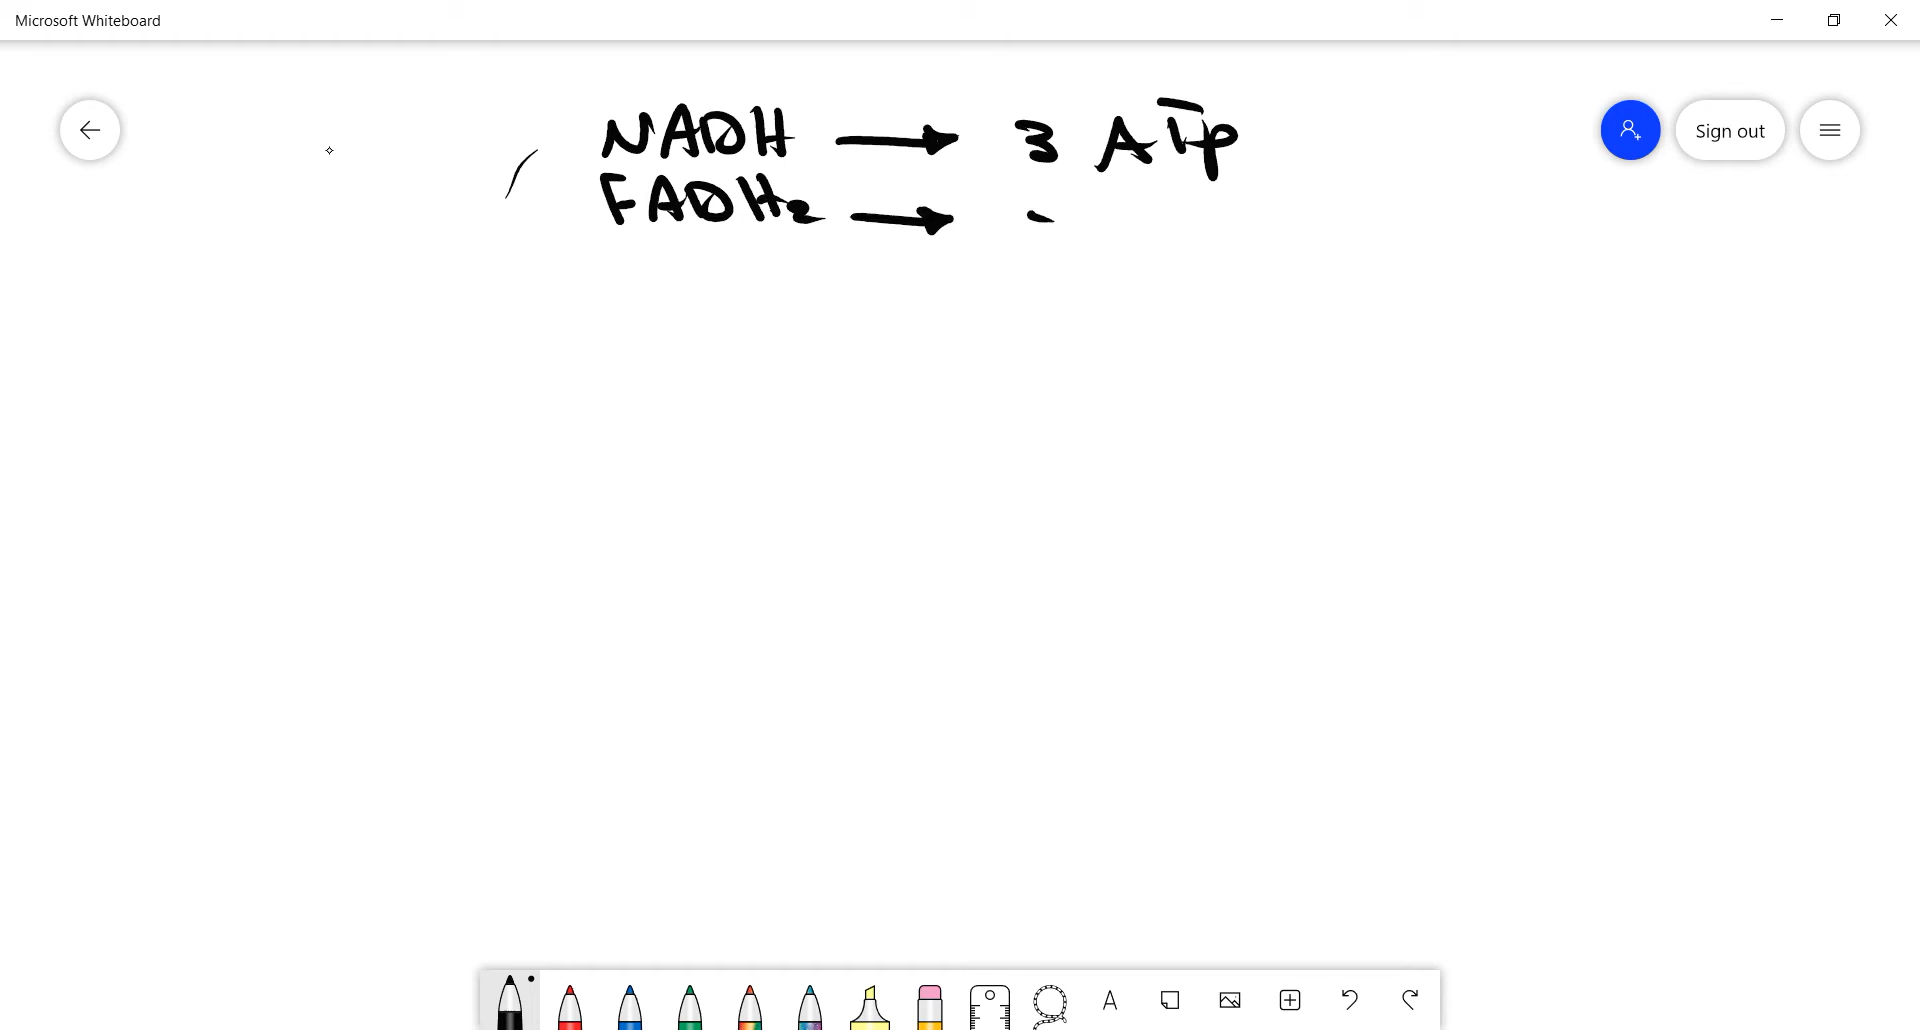 Microsoft Whiteboard
NADH → 3 ATP
FADH2 →
Sign out